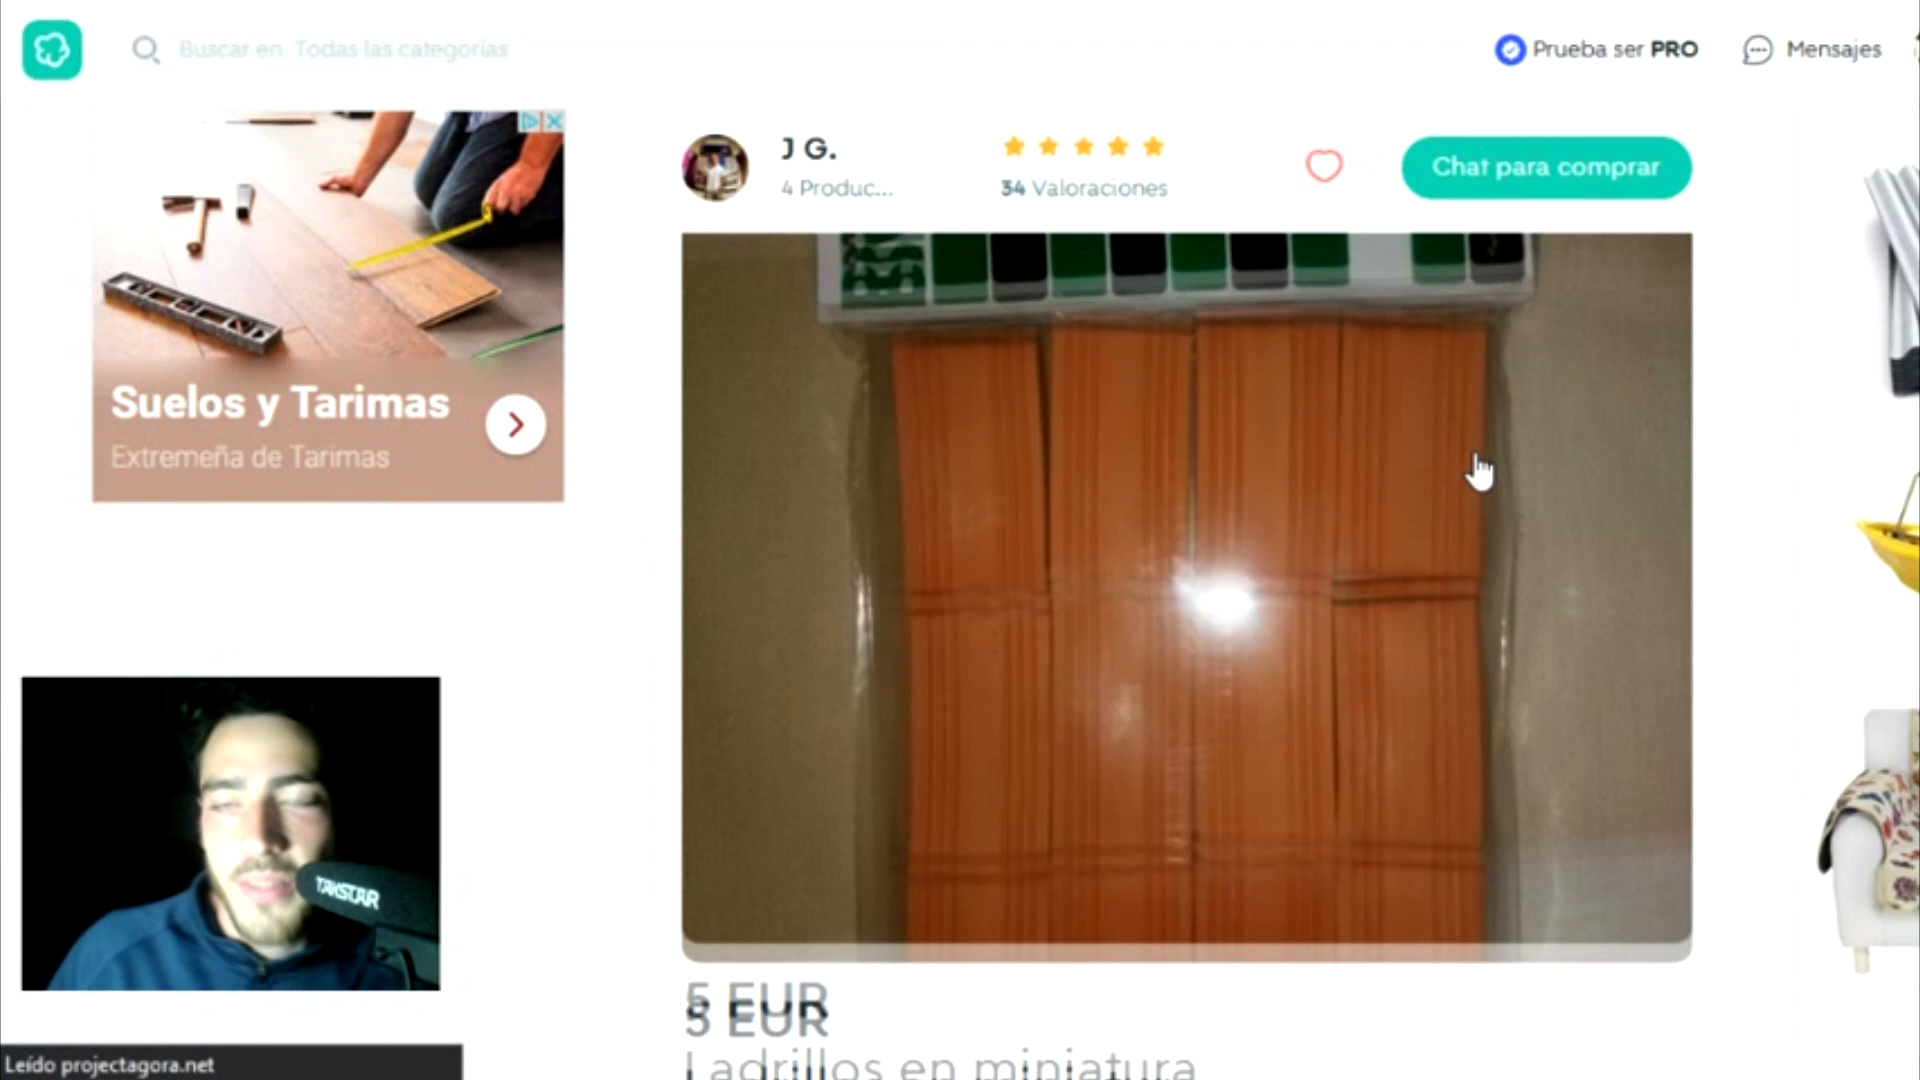 Buscar en Todas las categorías
Prueba ser PRO
Mensajes
J G.
4 Produc...
34 Valoraciones
Chat para comprar
Suelos y Tarimas
Extremeña de Tarimas
TAKSTAR
5 EUR
Ladrillos en miniatura
Leído projectagora.net